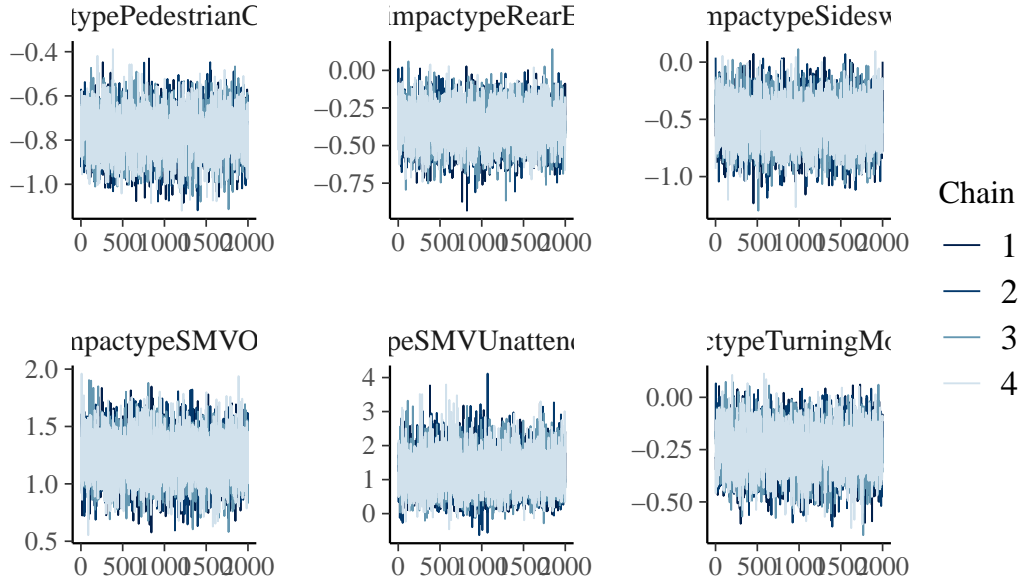 typePedestrianC
−0.4
−0.6
−0.8
−1.0
0 500 1000 1500 2000
impactypeRearE
0.00
−0.25
−0.50
−0.75
0 500 1000 1500 2000
mpactypeSidesw
0.0
−0.5
−1.0
0 500 1000 1500 2000
Chain
1
2
3
4
mpactypeSMVO
2.0
1.5
1.0
0.5
0 500 1000 1500 2000
peSMVUnattend
4
3
2
1
0
0 500 1000 1500 2000
ctypeTurningMo
0.00
−0.25
−0.50
0 500 1000 1500 2000